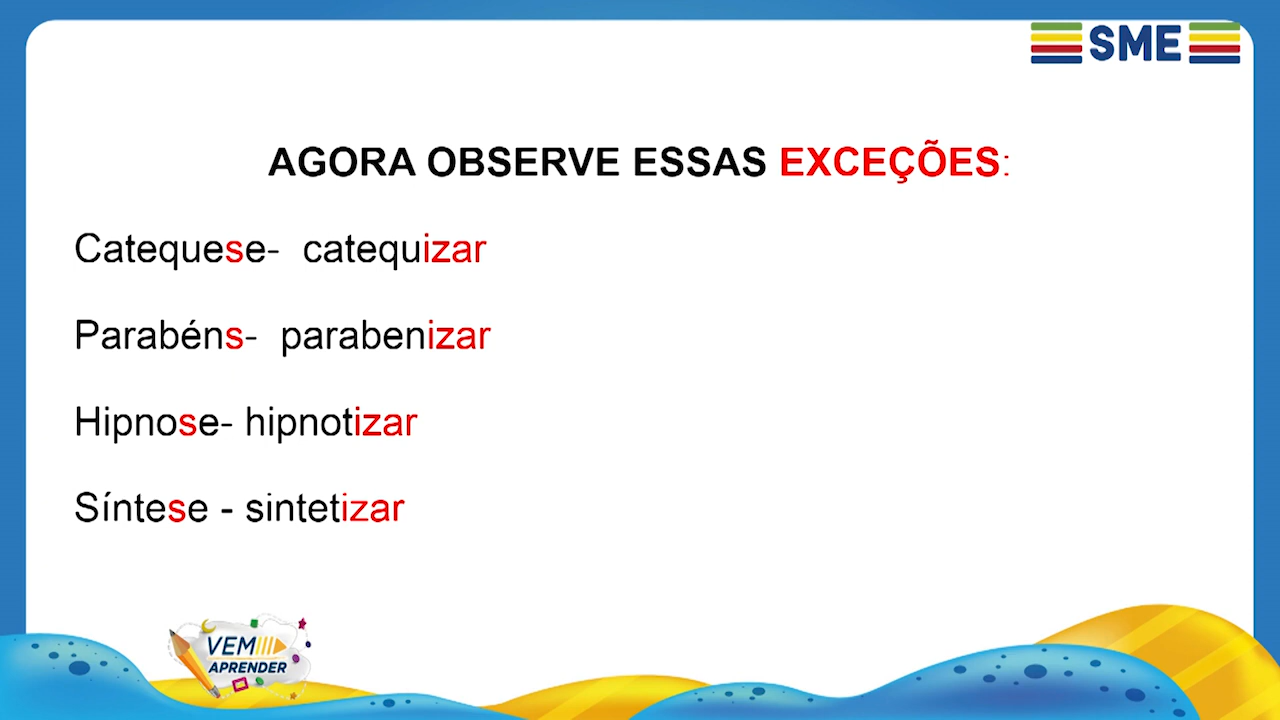 SME
AGORA OBSERVE ESSAS EXCEÇÕES:
Catequese- catequizar
Parabéns- parabenizar
Hipnose- hipnotizar
Síntese - sintetizar
VEM
APRENDER